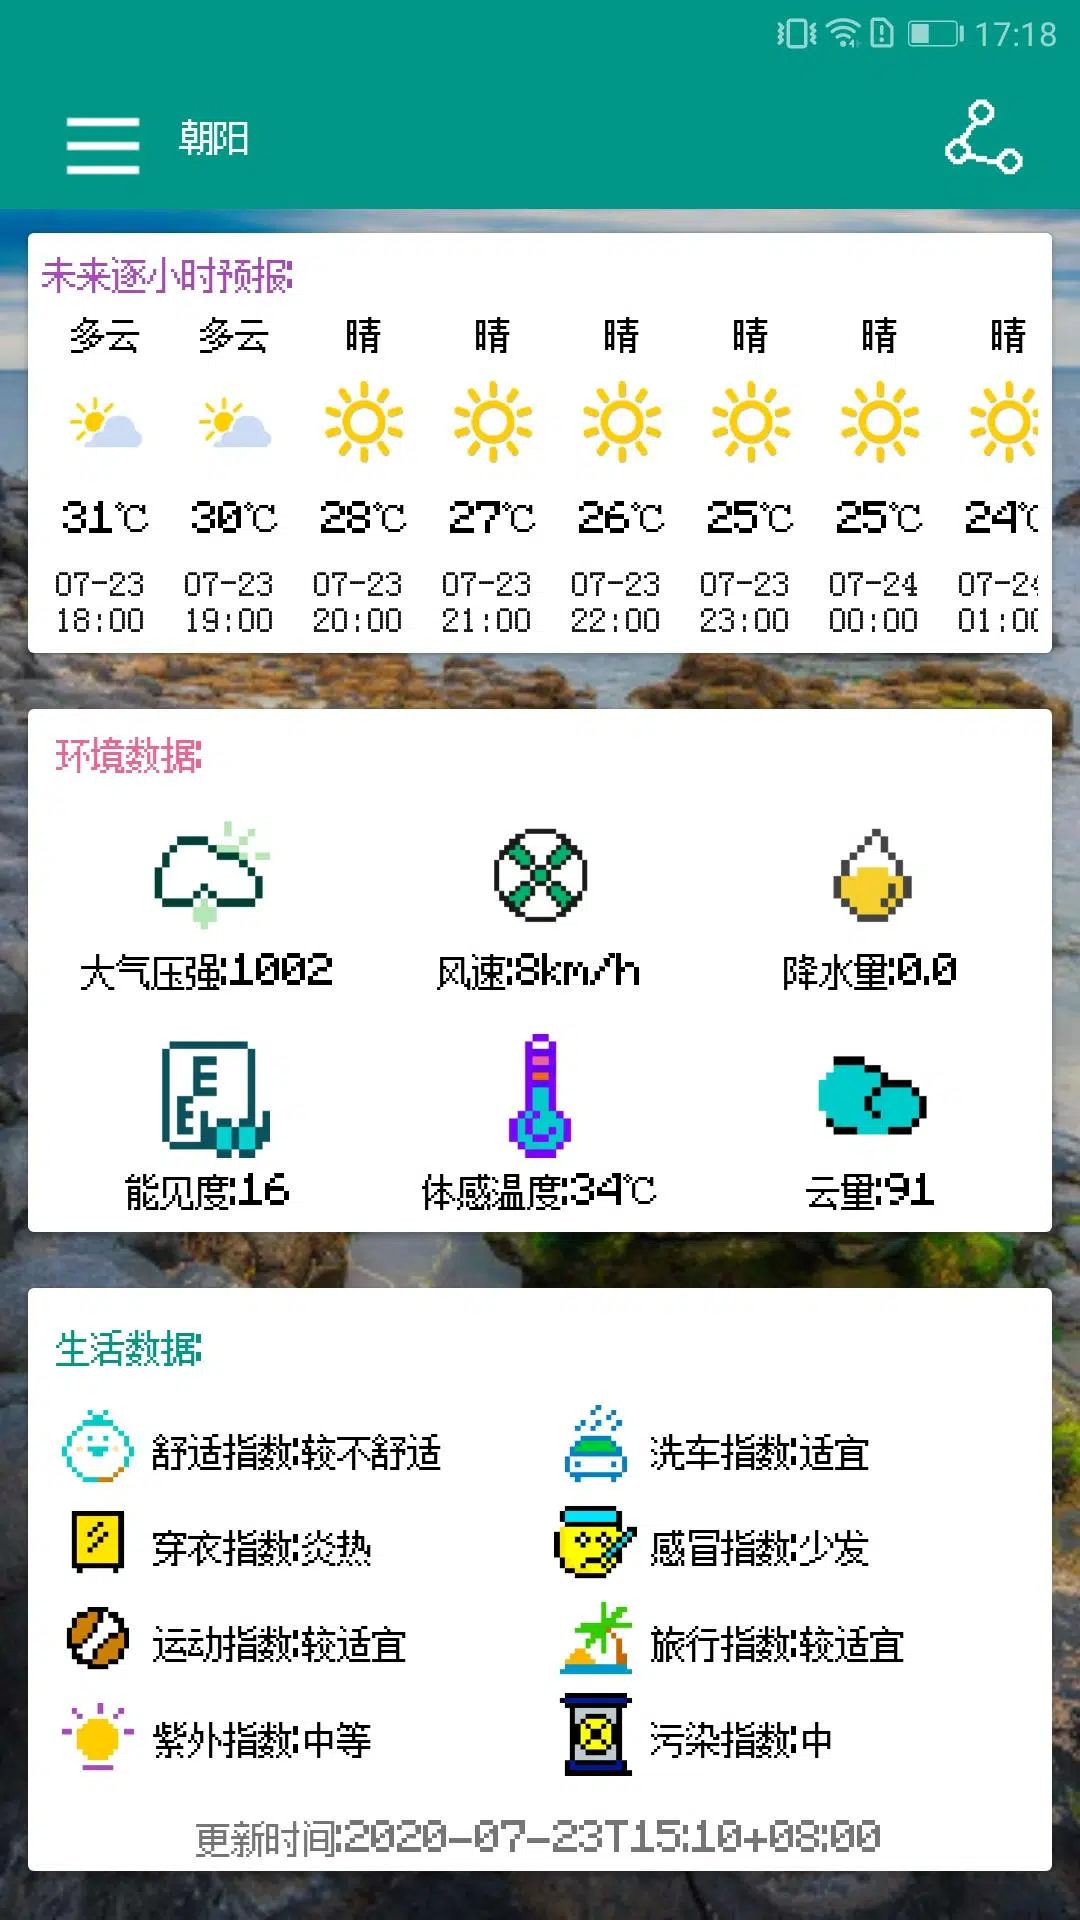 17:18
朝阳
未来逐小时预报:
多云 多云 晴 晴 晴 晴 晴 晴
31℃ 30℃ 28℃ 27℃ 26℃ 25℃ 25℃ 24℃
07-23 07-23 07-23 07-23 07-23 07-23 07-24 07-24
18:00 19:00 20:00 21:00 22:00 23:00 00:00 01:00
环境数据:
大气压强:1002 风速:8km/h 降水量:0.0
能见度:16 体感温度:34℃ 云量:91
生活数据:
舒适指数:较不舒适 洗车指数:适宜
穿衣指数:炎热 感冒指数:少发
运动指数:较适宜 旅行指数:较适宜
紫外指数:中等 污染指数:中
更新时间:2020-07-23T15:10+08:00